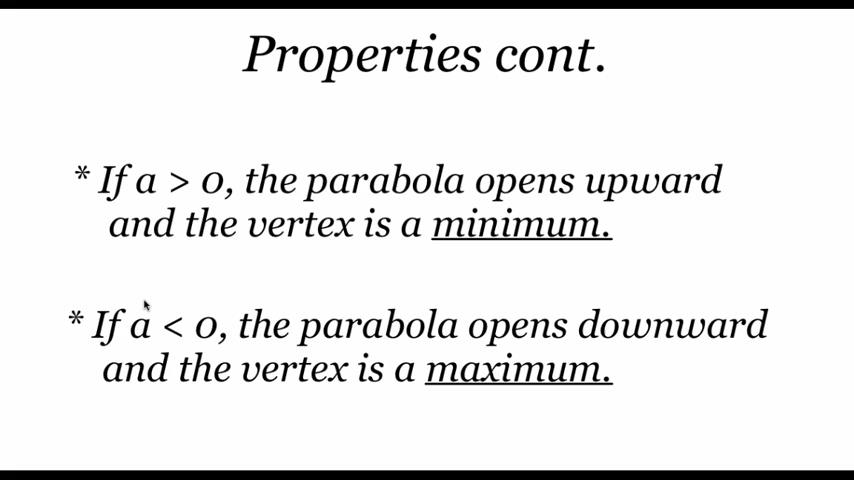 Properties cont.
* If a > 0, the parabola opens upward
and the vertex is a minimum.
* If a < 0, the parabola opens downward
and the vertex is a maximum.